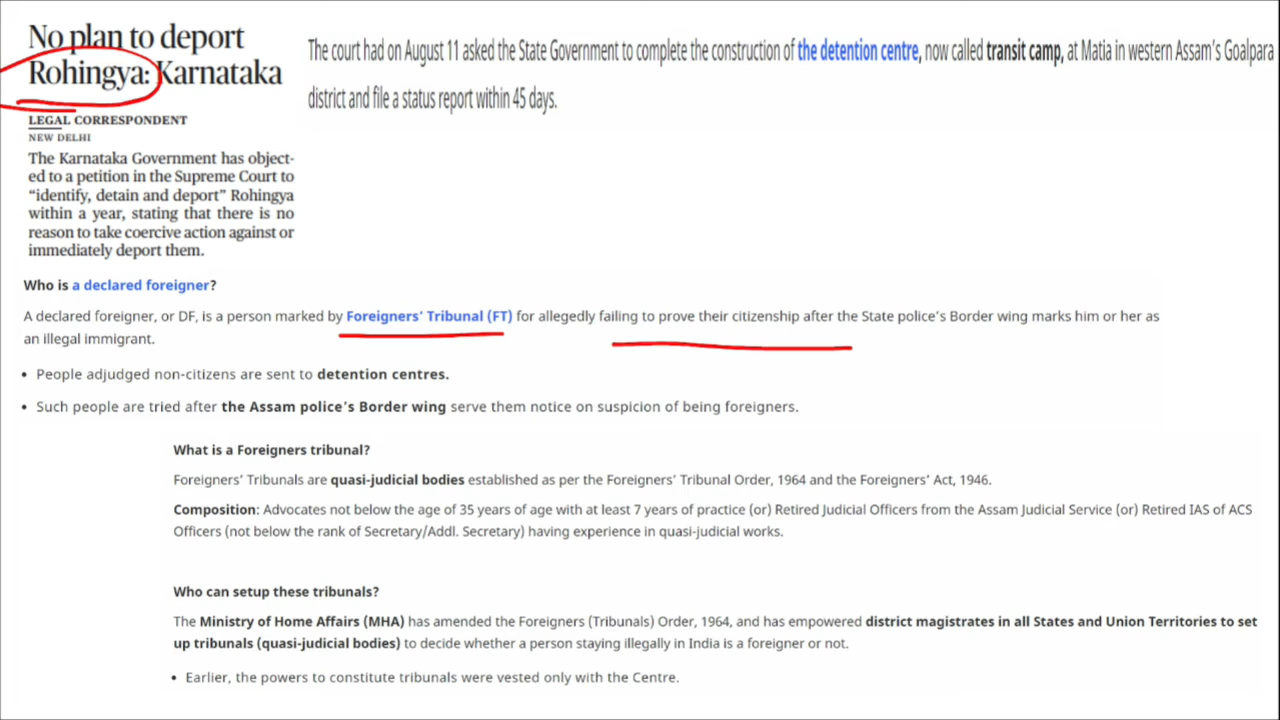 No plan to deport
Rohingya: Karnataka
LEGAL CORRESPONDENT
NEW DELHI
The Karnataka Government has object-
ed to a petition in the Supreme Court to
“identify, detain and deport” Rohingya
within a year, stating that there is no
reason to take coercive action against or
immediately deport them.
The court had on August 11 asked the State Government to complete the construction of the detention centre, now called transit camp, at Matia in western Assam's Goalpara
district and file a status report within 45 days.
Who is a declared foreigner?
A declared foreigner, or DF, is a person marked by Foreigners’ Tribunal (FT) for allegedly failing to prove their citizenship after the State police’s Border wing marks him or her as
an illegal immigrant.
• People adjudged non-citizens are sent to detention centres.
• Such people are tried after the Assam police’s Border wing serve them notice on suspicion of being foreigners.
What is a Foreigners tribunal?
Foreigners’ Tribunals are quasi-judicial bodies established as per the Foreigners’ Tribunal Order, 1964 and the Foreigners’ Act, 1946.
Composition: Advocates not below the age of 35 years of age with at least 7 years of practice (or) Retired Judicial Officers from the Assam Judicial Service (or) Retired IAS of ACS
Officers (not below the rank of Secretary/Addl. Secretary) having experience in quasi-judicial works.
Who can setup these tribunals?
The Ministry of Home Affairs (MHA) has amended the Foreigners (Tribunals) Order, 1964, and has empowered district magistrates in all States and Union Territories to set
up tribunals (quasi-judicial bodies) to decide whether a person staying illegally in India is a foreigner or not.
• Earlier, the powers to constitute tribunals were vested only with the Centre.